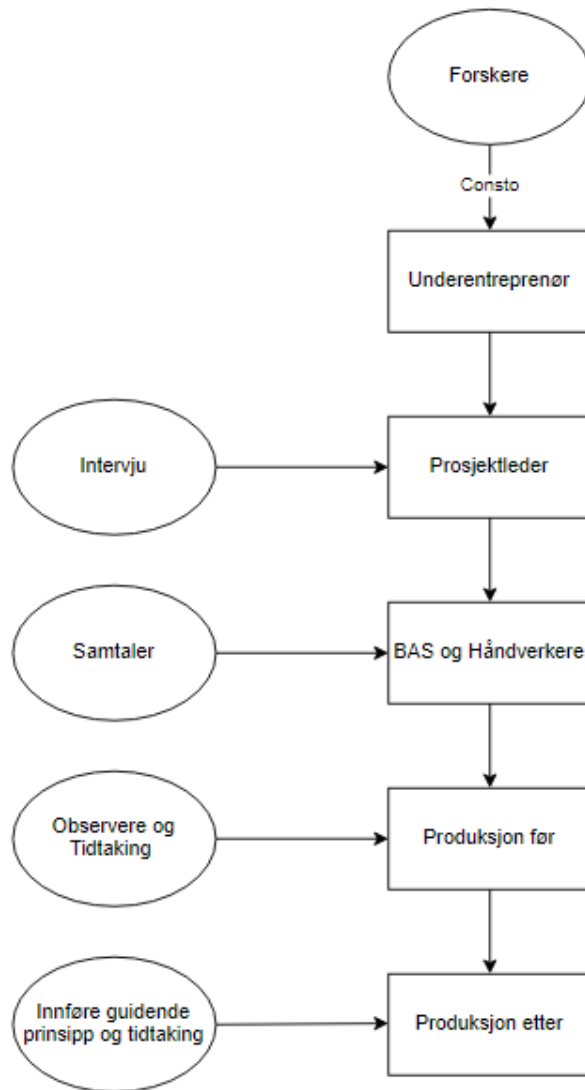 Forskere
Consto
Underentreprenør
Intervju
Prosjektleder
Samtaler
BAS og Håndverkere
Observere og
Tidtaking
Produksjon før
Innføre guidende
prinsipp og tidtaking
Produksjon etter